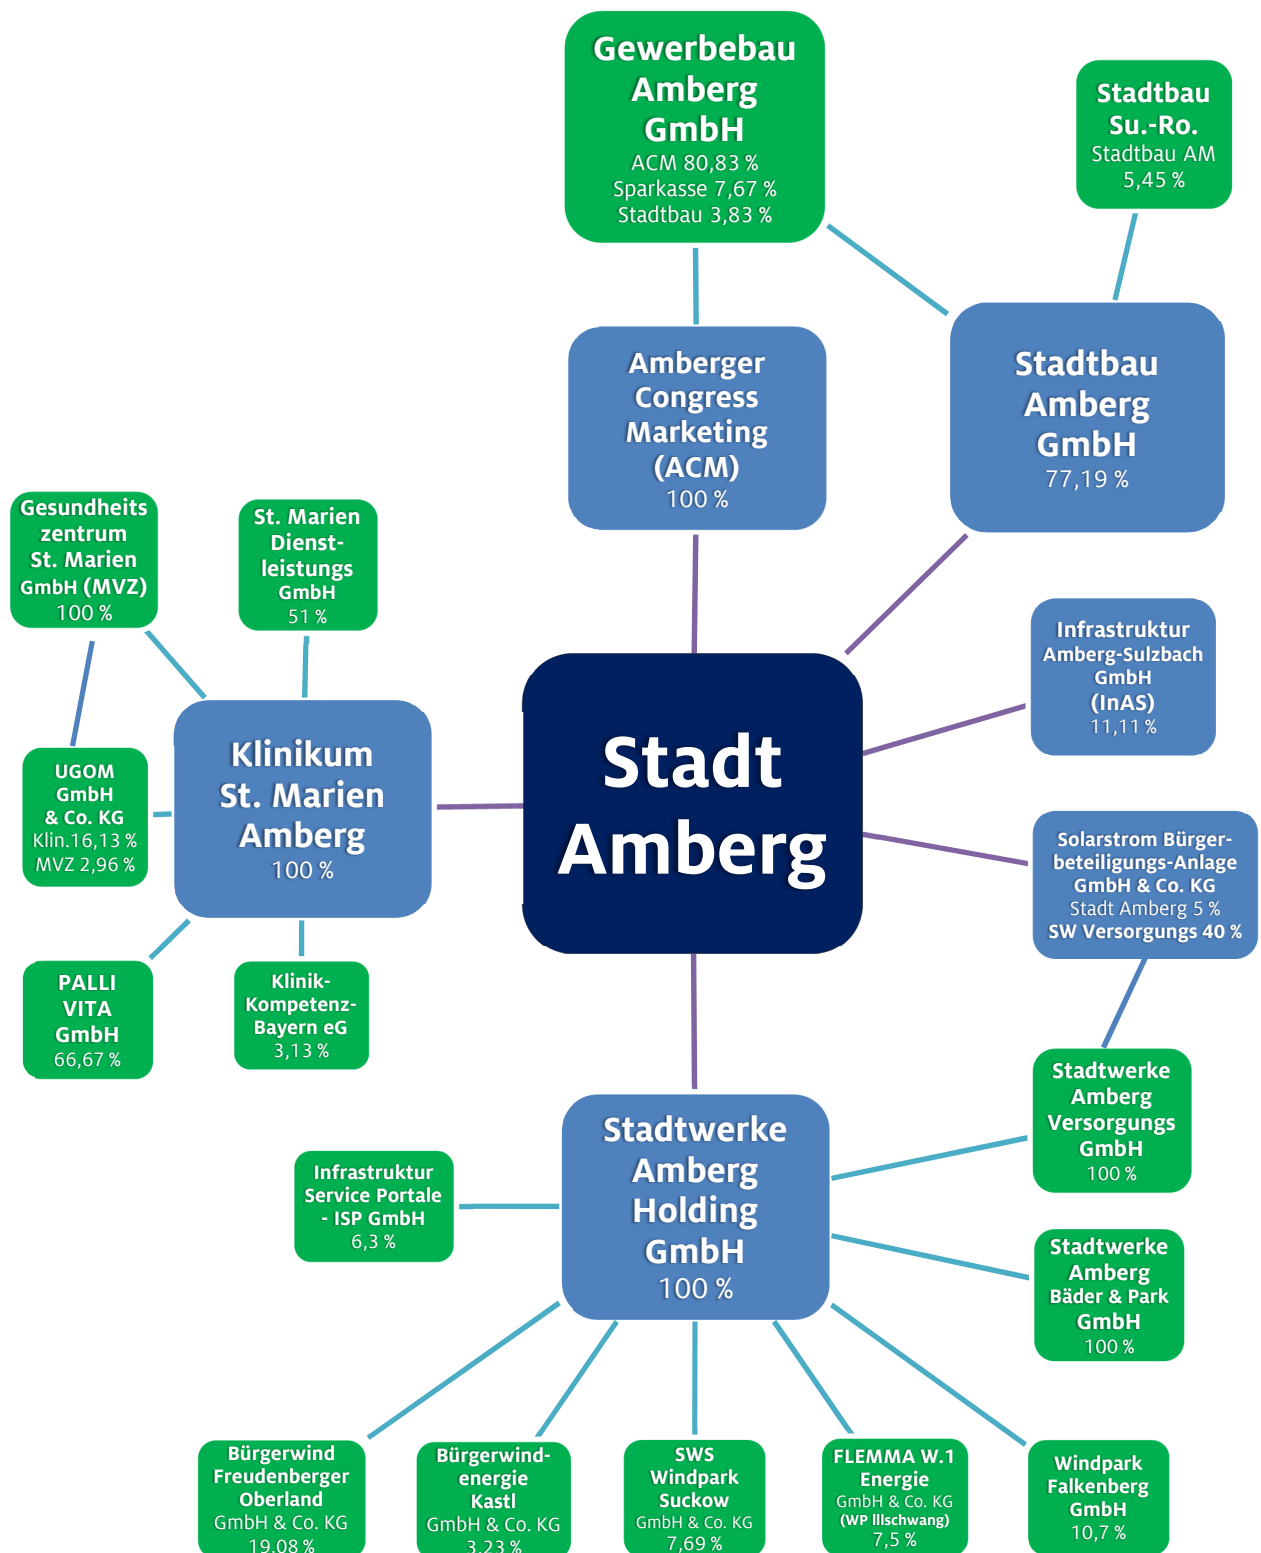 Gewerbebau
Amberg
GmbH
ACM 80,83 %
Sparkasse 7,67 %
Stadtbau 3,83 %
Stadtbau
Su.-Ro.
Stadtbau AM
5,45 %
Amberger
Congress
Marketing
(ACM)
100 %
Stadtbau
Amberg
GmbH
77,19 %
Gesundheits
zentrum
St. Marien
GmbH (MVZ)
100 %
St. Marien
Dienst-
leistungs
GmbH
51 %
Infrastruktur
Amberg-Sulzbach
GmbH
(InAS)
11,11 %
Klinikum
St. Marien
Amberg
100 %
Stadt
Amberg
UGOM
GmbH
& Co. KG
Klin.16,13 %
MVZ 2,96 %
Solarstrom Bürger-
beteiligungs-Anlage
GmbH & Co. KG
Stadt Amberg 5 %
SW Versorgungs 40 %
PALLI
VITA
GmbH
66,67 %
Klinik-
Kompetenz-
Bayern eG
3,13 %
Stadtwerke
Amberg
Versorgungs
GmbH
100 %
Stadtwerke
Amberg
Holding
GmbH
100 %
Infrastruktur
Service Portale
- ISP GmbH
6,3 %
Stadtwerke
Amberg
Bäder & Park
GmbH
100 %
Bürgerwind
Freudenberger
Oberland
GmbH & Co. KG
19,08 %
Bürgerwind-
energie
Kastl
GmbH & Co. KG
3,23 %
SWS
Windpark
Suckow
GmbH & Co. KG
7,69 %
FLEMMA W.1
Energie
GmbH & Co. KG
(WP Illschwang)
7,5 %
Windpark
Falkenberg
GmbH
10,7 %